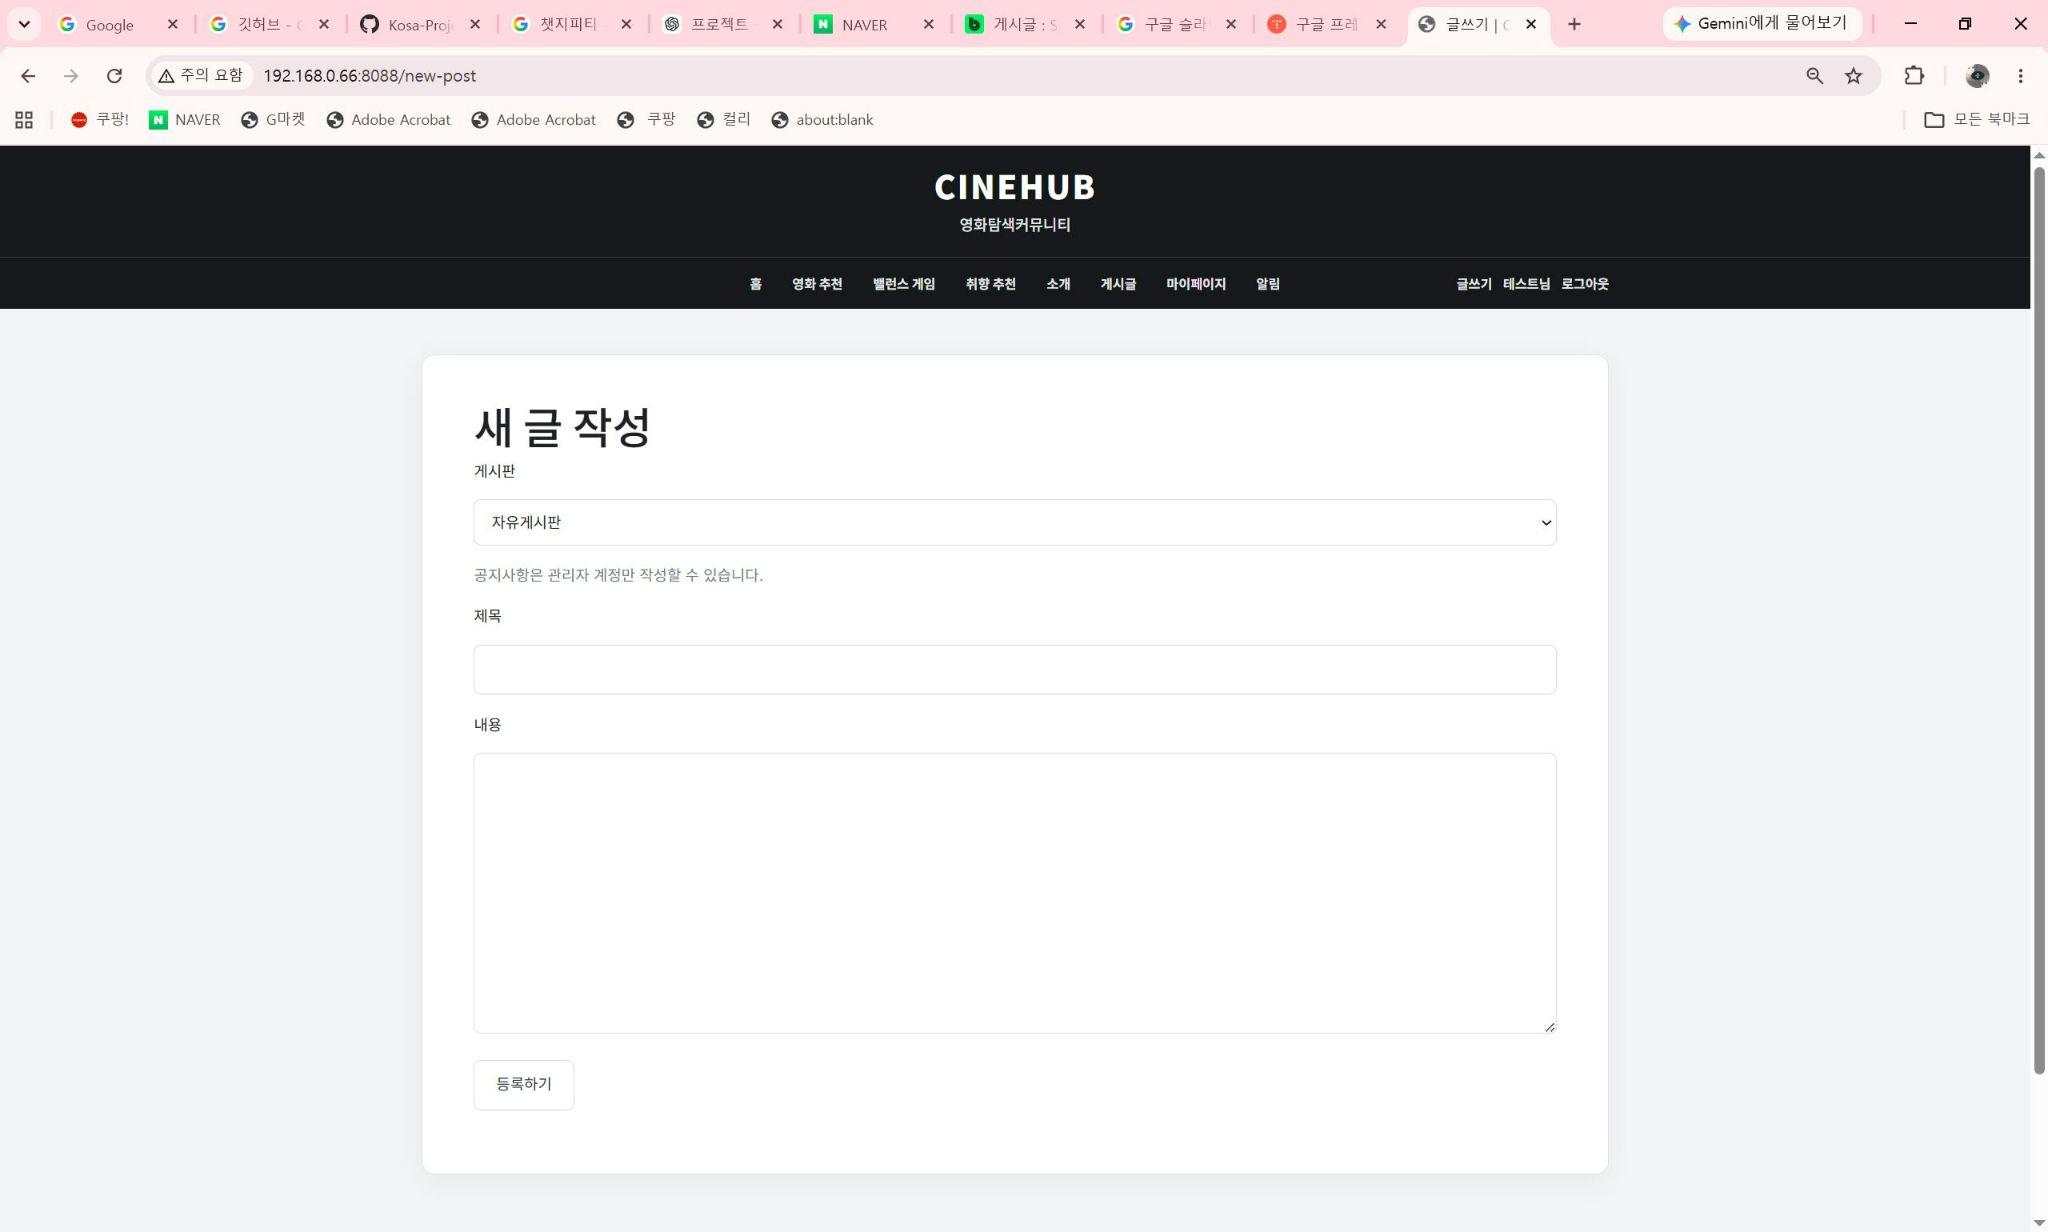 Google
깃허브 -
Kosa-Proj
챗지피티
프로젝트
NAVER
게시글 : S
구글 슬라
구글 프레
글쓰기 |
Gemini에게 물어보기
주의 요함
192.168.0.66:8088/new-post
쿠팡!
NAVER
G마켓
Adobe Acrobat
Adobe Acrobat
쿠팡
컬리
about:blank
모든 북마크
CINEHUB
영화탐색커뮤니티
홈 영화 추천 밸런스 게임 취향 추천 소개 게시글 마이페이지 알림 글쓰기 테스트님 로그아웃
새 글 작성
게시판
자유게시판
공지사항은 관리자 계정만 작성할 수 있습니다.
제목
내용
등록하기